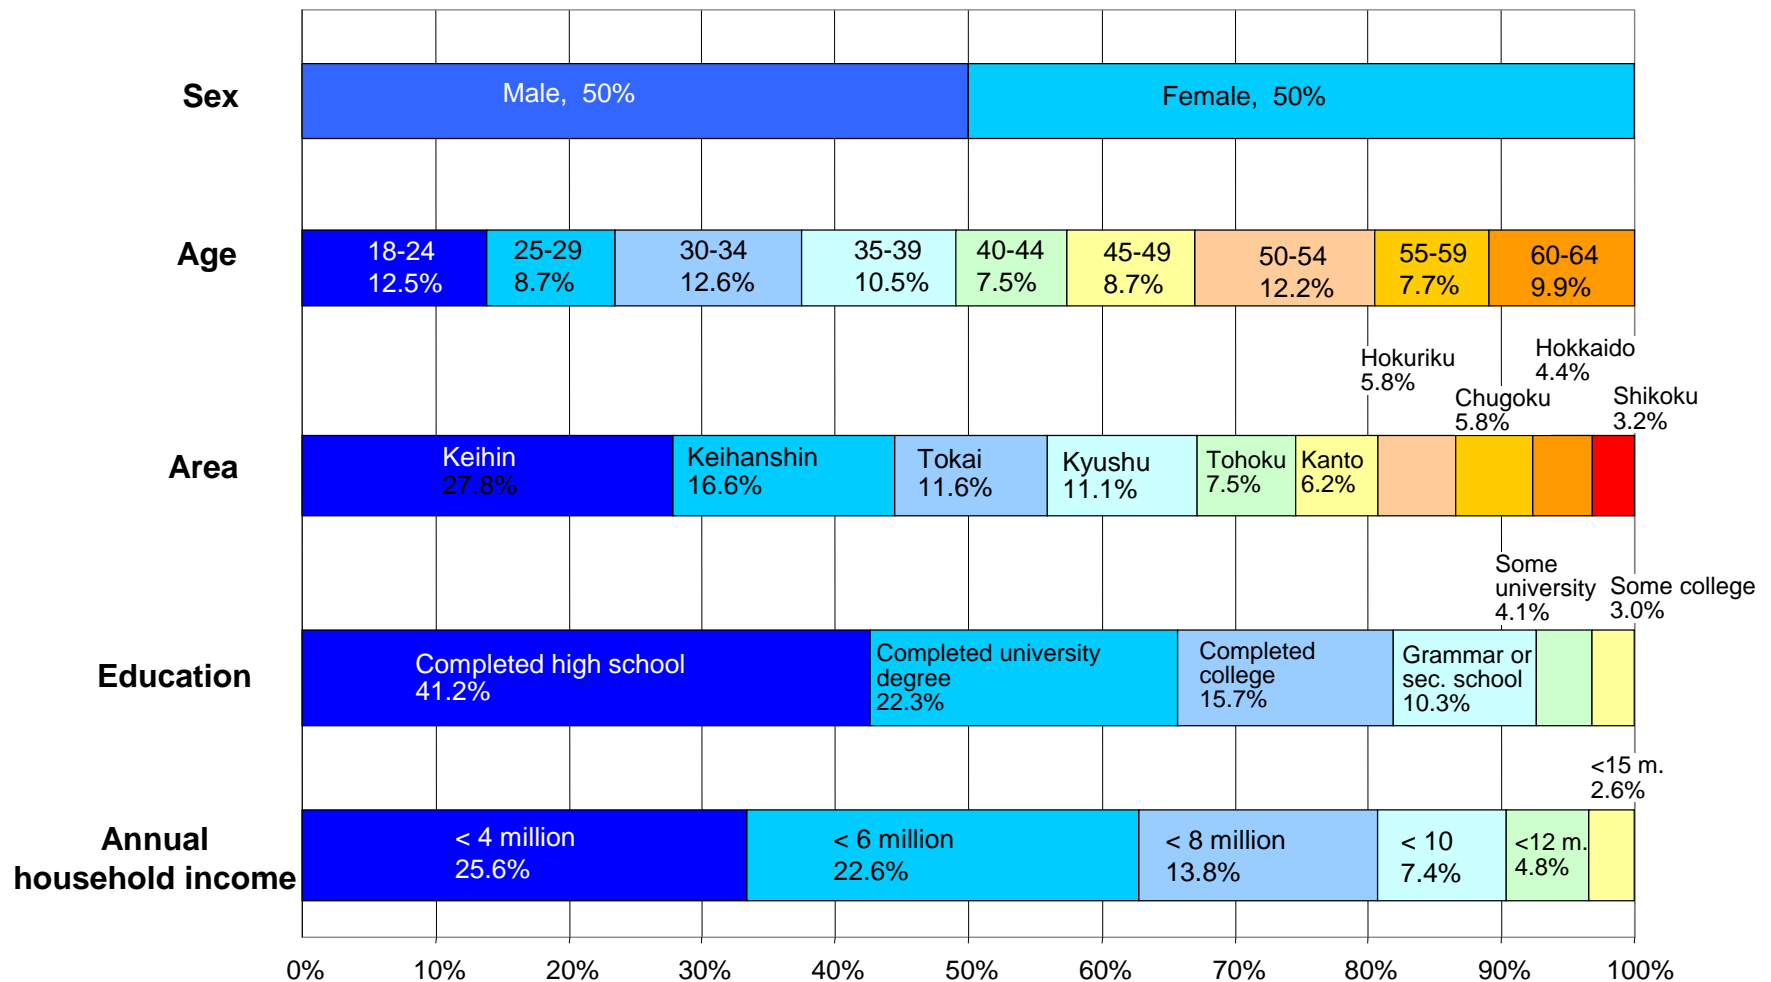 Sex
Male, 50%
Female, 50%
Age
18-24
12.5%
25-29
8.7%
30-34
12.6%
35-39
10.5%
40-44
7.5%
45-49
8.7%
50-54
12.2%
55-59
7.7%
60-64
9.9%
Area
Keihin
27.8%
Keihanshin
16.6%
Tokai
11.6%
Kyushu
11.1%
Tohoku
7.5%
Kanto
6.2%
Hokuriku
5.8%
Chugoku
5.8%
Hokkaido
4.4%
Shikoku
3.2%
Education
Completed high school
41.2%
Completed university
degree
22.3%
Completed
college
15.7%
Grammar or
sec. school
10.3%
Some
university
4.1%
Some college
3.0%
Annual
household income
< 4 million
25.6%
< 6 million
22.6%
< 8 million
13.8%
< 10
7.4%
<12 m.
4.8%
<15 m.
2.6%
0% 10% 20% 30% 40% 50% 60% 70% 80% 90% 100%